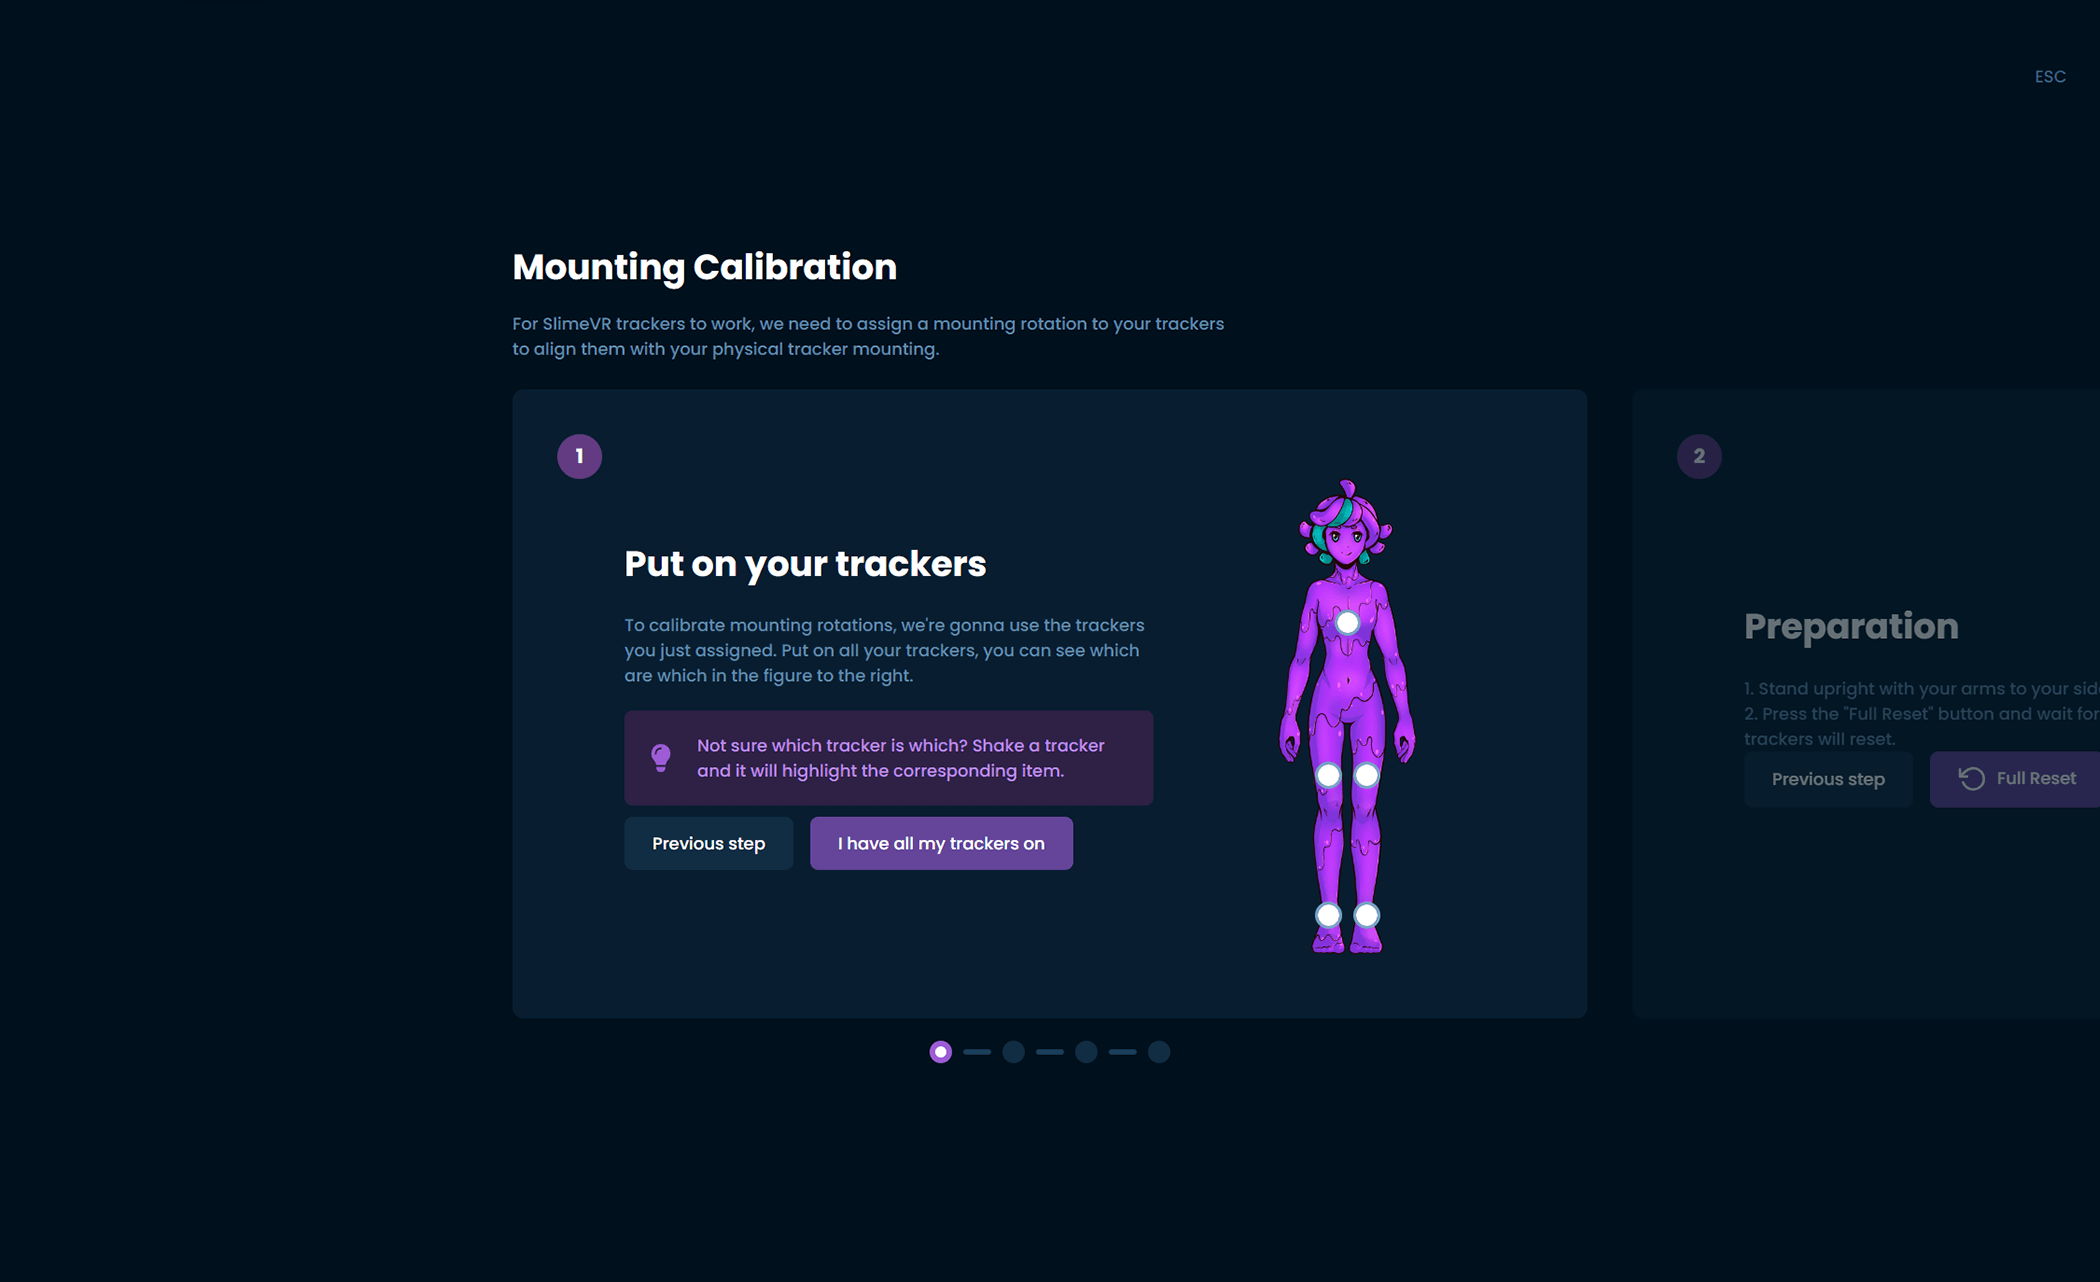 ESC
Mounting Calibration
For SlimeVR trackers to work, we need to assign a mounting rotation to your trackers
to align them with your physical tracker mounting.
1
Put on your trackers
To calibrate mounting rotations, we're gonna use the trackers
you just assigned. Put on all your trackers, you can see which
are which in the figure to the right.
Not sure which tracker is which? Shake a tracker
and it will highlight the corresponding item.
Previous step
I have all my trackers on
2
Preparation
1. Stand upright with your arms to your
2. Press the "Full Reset" button and wait for
trackers will reset.
Previous step
Full Reset